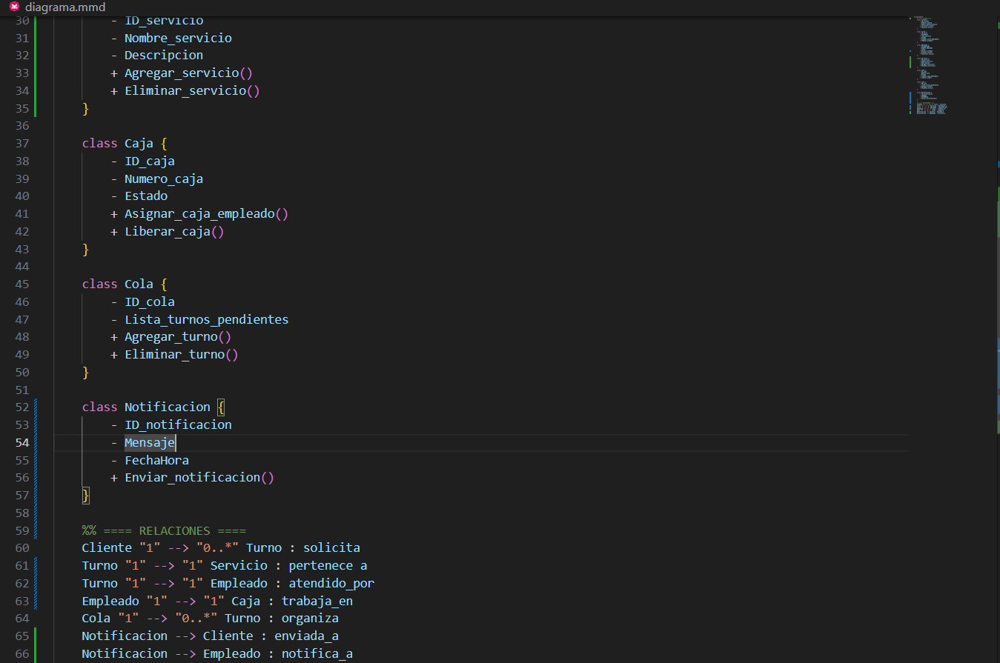 diagrama.mmd
30 - ID_servicio
31 - Nombre_servicio
32 - Descripcion
33 + Agregar_servicio()
34 + Eliminar_servicio()
35 }
36
37 class Caja {
38 - ID_caja
39 - Numero_caja
40 - Estado
41 + Asignar_caja_empleado()
42 + Liberar_caja()
43 }
44
45 class Cola {
46 - ID_cola
47 - Lista_turnos_pendientes
48 + Agregar_turno()
49 + Eliminar_turno()
50 }
51
52 class Notificacion {
53 - ID_notificacion
54 - Mensaje
55 - FechaHora
56 + Enviar_notificacion()
57 }
58
59 %% ==== RELACIONES ====
60 Cliente "1" --> "0..*" Turno : solicita
61 Turno "1" --> "1" Servicio : pertenece a
62 Turno "1" --> "1" Empleado : atendido_por
63 Empleado "1" --> "1" Caja : trabaja_en
64 Cola "1" --> "0..*" Turno : organiza
65 Notificacion --> Cliente : enviada_a
66 Notificacion --> Empleado : notifica_a